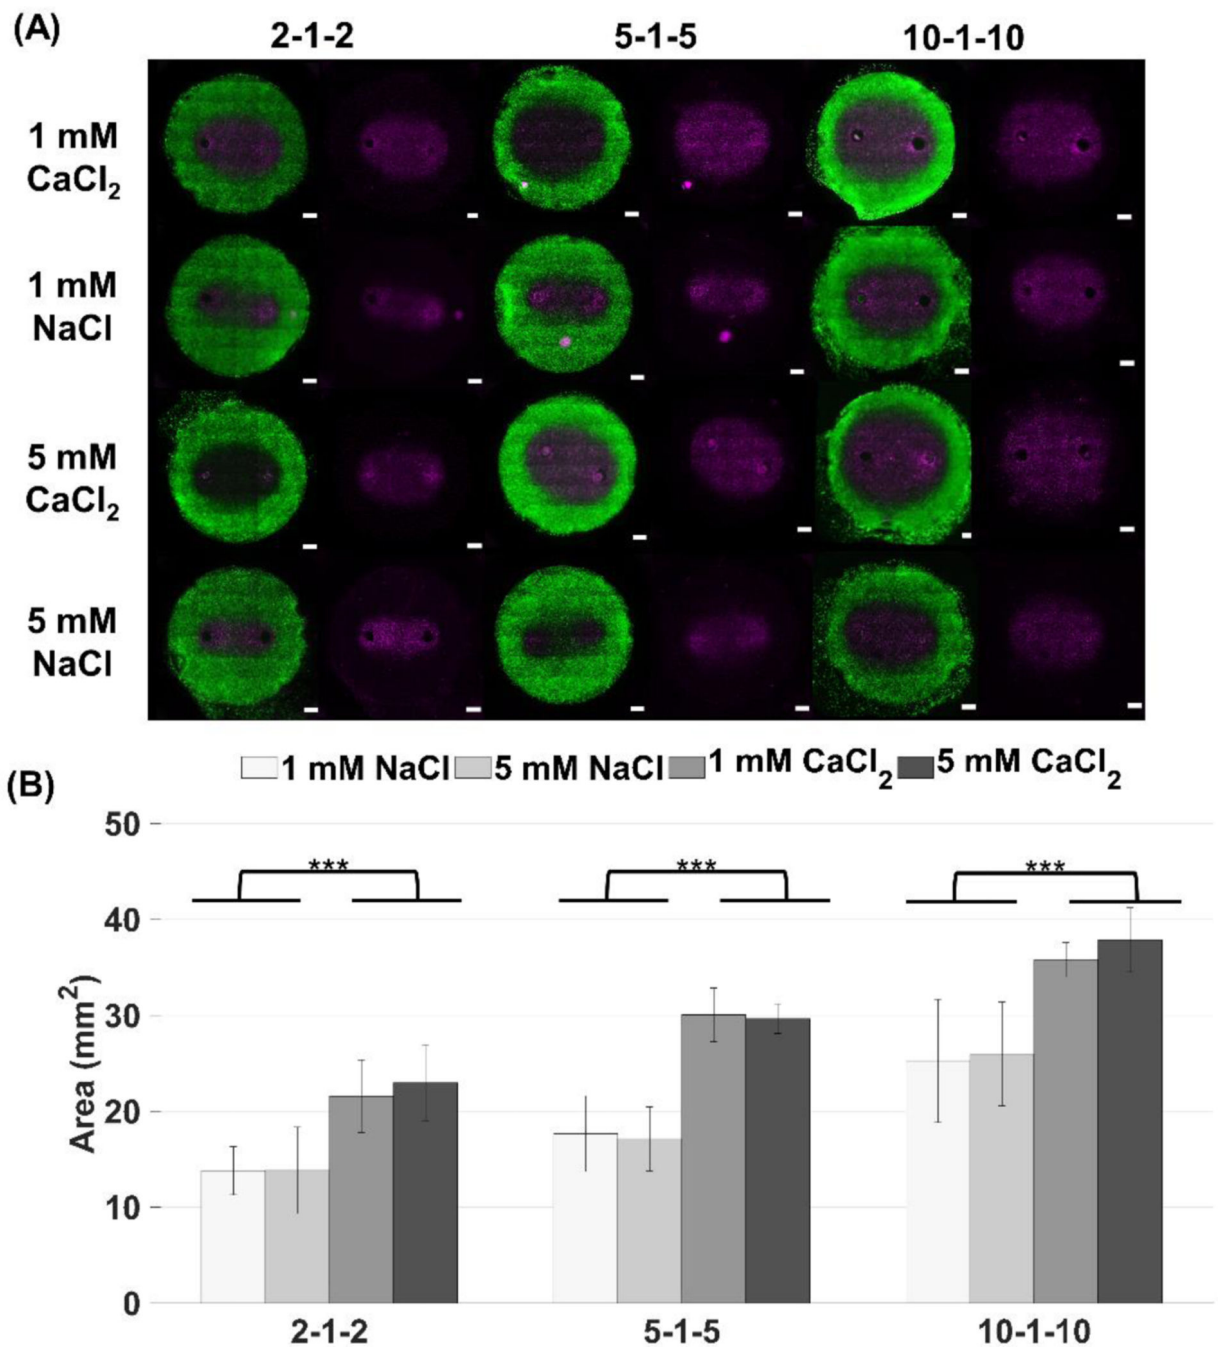 (A)
2-1-2 5-1-5 10-1-10
1 mM
CaCl₂
1 mM
NaCl
5 mM
CaCl₂
5 mM
NaCl
1 mM NaCl 5 mM NaCl 1 mM CaCl₂ 5 mM CaCl₂
(B)
50
*** *** ***
40
30
20
10
0
Area (mm²)
2-1-2 5-1-5 10-1-10